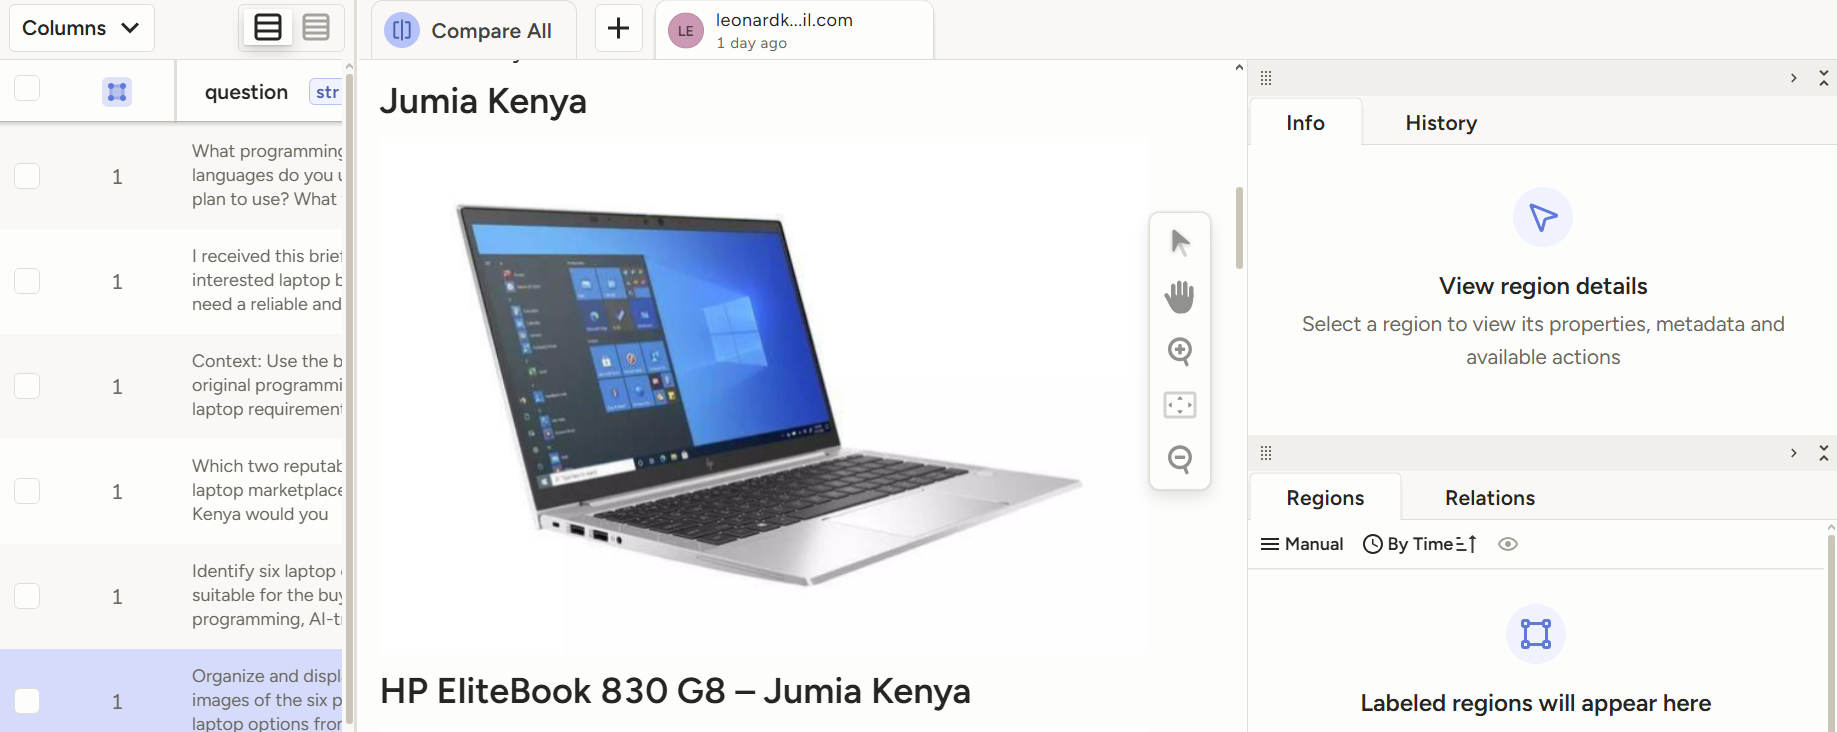 Columns
Compare All
LE
leonardk...il.com
1 day ago
question
str
1
What programming
languages do you u
plan to use? What
1
I received this brief
interested laptop b
need a reliable and
1
Context: Use the b
original programmi
laptop requirement
1
Which two reputab
laptop marketplace
Kenya would you
1
Identify six laptop
suitable for the buy
programming, AI-t
1
Organize and displ
images of the six p
laptop options from
Jumia Kenya
HP EliteBook 830 G8 – Jumia Kenya
Info
History
View region details
Select a region to view its properties, metadata and
available actions
Regions
Relations
Manual
By Time
Labeled regions will appear here